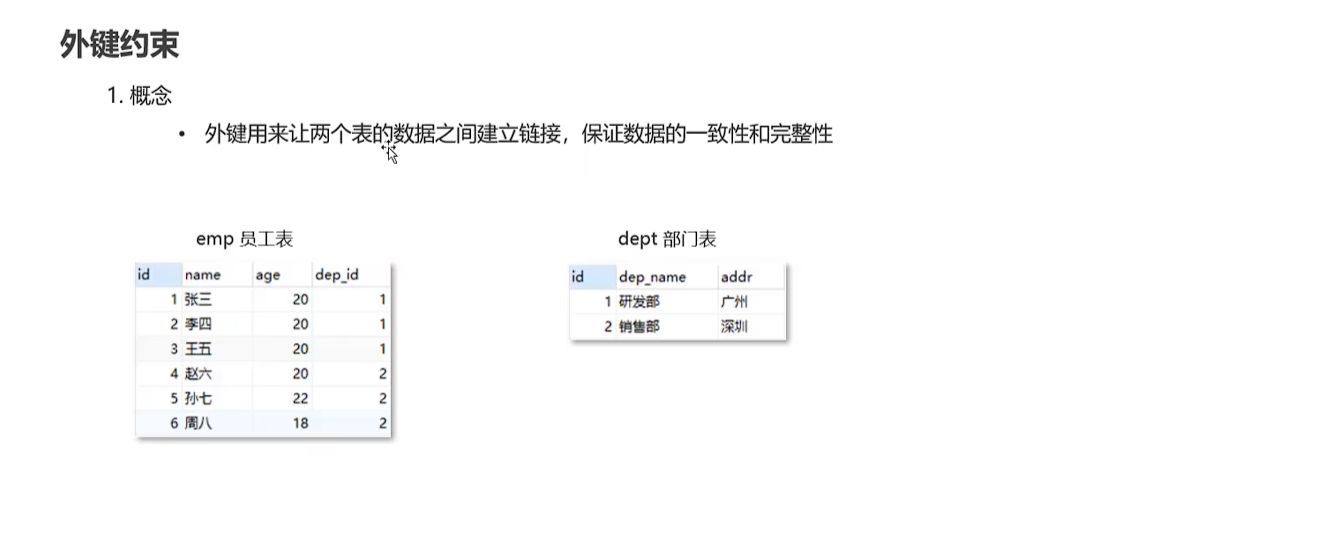 外键约束
1. 概念
• 外键用来让两个表的数据之间建立链接，保证数据的一致性和完整性
emp 员工表
id name age dep_id
1 张三 20 1
2 李四 20 1
3 王五 20 1
4 赵六 20 2
5 孙七 22 2
6 周八 18 2
dept 部门表
id dep_name addr
1 研发部 广州
2 销售部 深圳